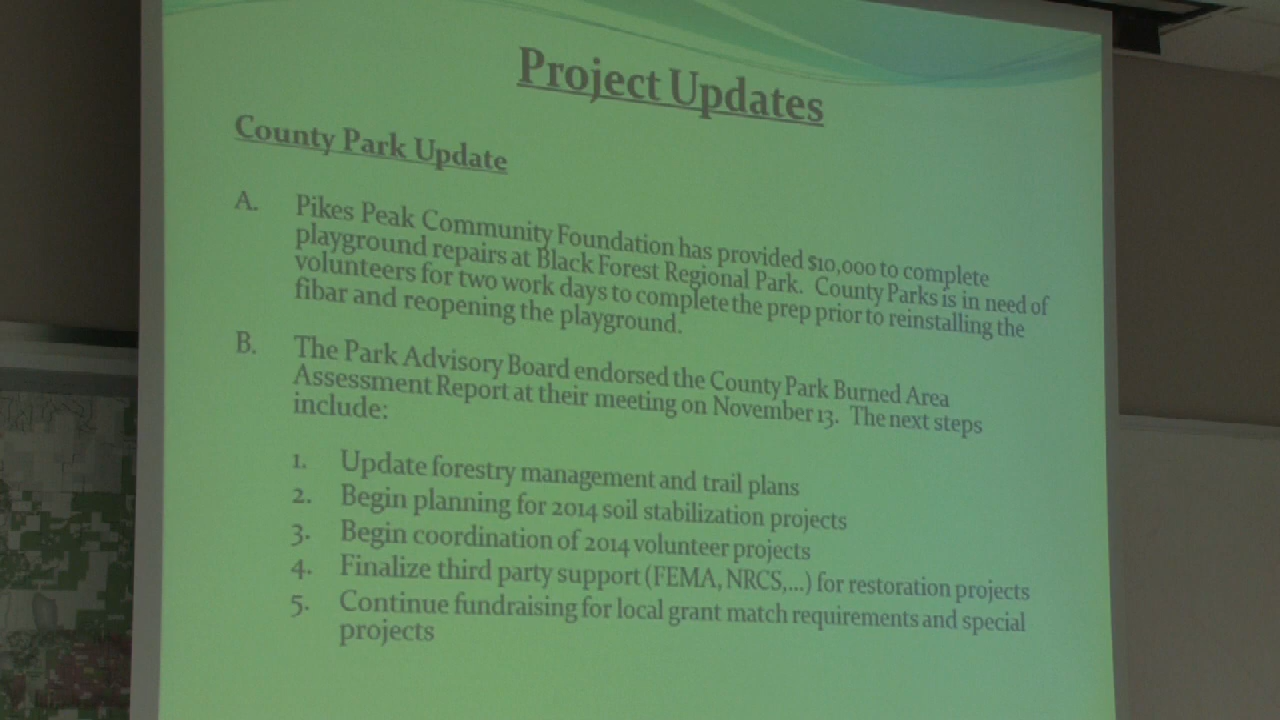 Project Updates
County Park Update
A. Pikes Peak Community Foundation has provided $10,000 to complete
playground repairs at Black Forest Regional Park. County Parks is in need of
volunteers for two work days to complete the prep prior to reinstalling the
fibar and reopening the playground.
B. The Park Advisory Board endorsed the County Park Burned Area
Assessment Report at their meeting on November 13. The next steps
include:
1. Update forestry management and trail plans
2. Begin planning for 2014 soil stabilization projects
3. Begin coordination of 2014 volunteer projects
4. Finalize third party support (FEMA, NRCS,...) for restoration projects
5. Continue fundraising for local grant match requirements and special
projects